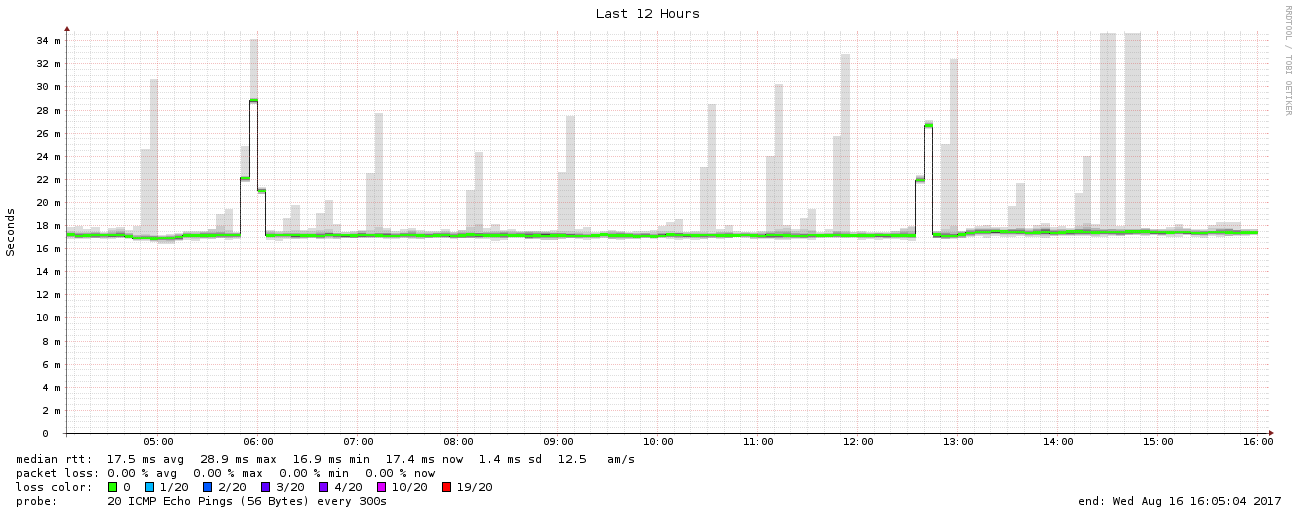 Last 12 Hours
RRDTOOL / TOBI OETIKER
Seconds
34 m
32 m
30 m
28 m
26 m
24 m
22 m
20 m
18 m
16 m
14 m
12 m
10 m
8 m
6 m
4 m
2 m
0
05:00 06:00 07:00 08:00 09:00 10:00 11:00 12:00 13:00 14:00 15:00 16:00
median rtt: 17.5 ms avg 28.9 ms max 16.9 ms min 17.4 ms now 1.4 ms sd 12.5 am/s
packet loss: 0.00 % avg 0.00 % max 0.00 % min 0.00 % now
loss color: 0 1/20 2/20 3/20 4/20 10/20 19/20
probe: 20 ICMP Echo Pings (56 Bytes) every 300s end: Wed Aug 16 16:05:04 2017